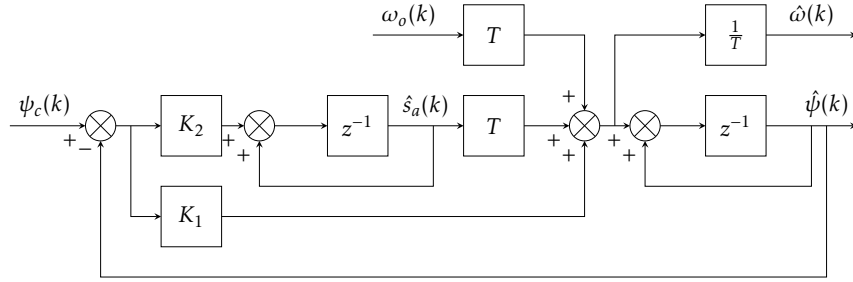 ω_o(k) T 1/T ω̂(k)
+
ψ_c(k) K_2 z^{-1} ŝ_a(k) T z^{-1} ψ̂(k)
+ − + + + + + +
+
K_1